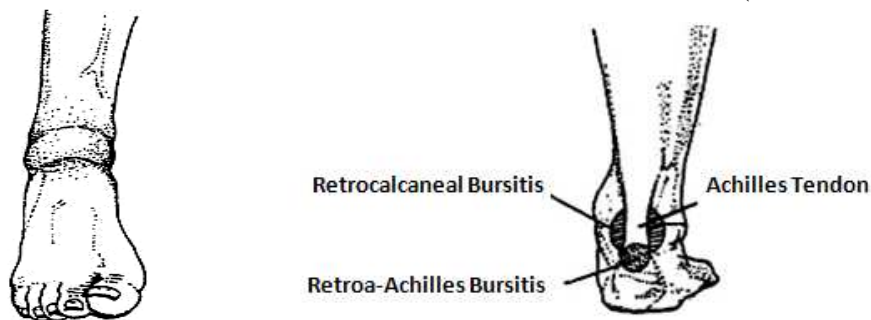 Retrocalcaneal Bursitis
Achilles Tendon
Retroa-Achilles Bursitis